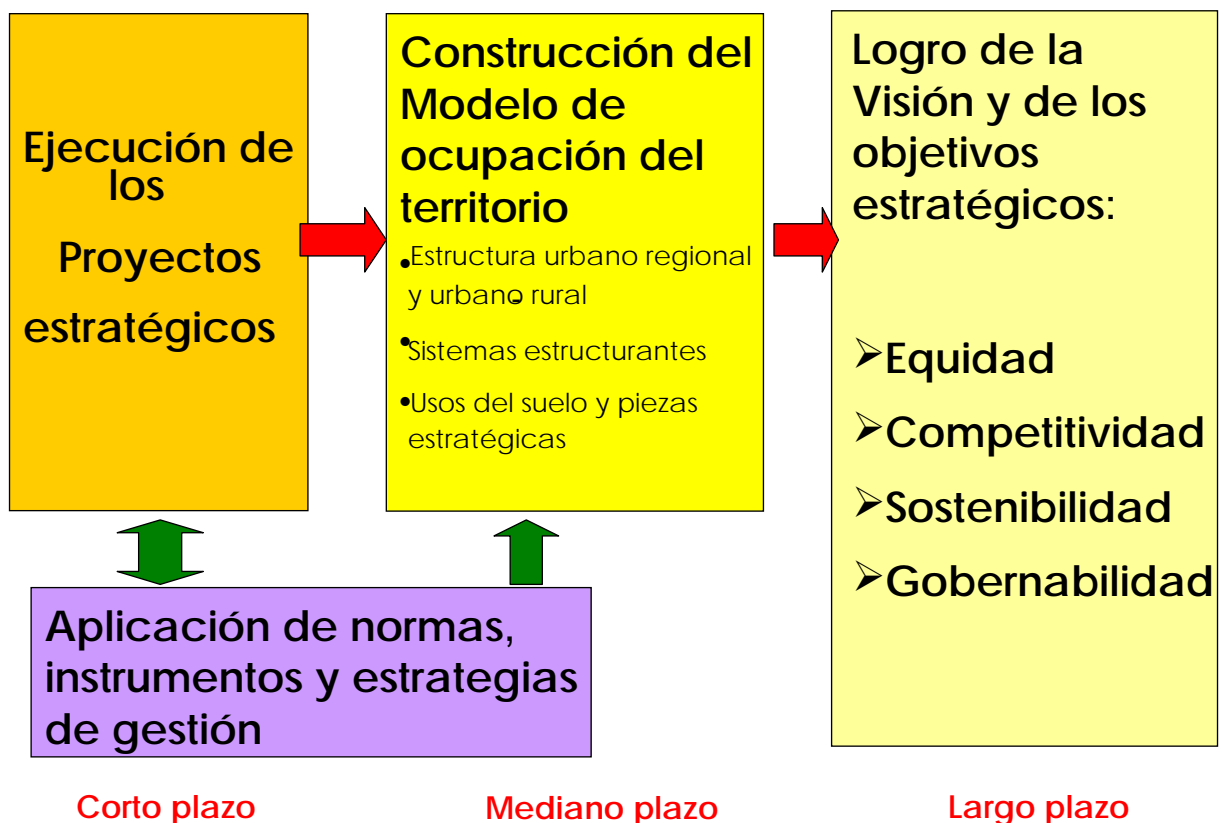 Ejecución de
los
Proyectos
estratégicos
Construcción del
Modelo de
ocupación del
territorio
•Estructura urbano regional
y urbano rural
•Sistemas estructurantes
•Usos del suelo y piezas
estratégicas
Logro de la
Visión y de los
objetivos
estratégicos:
➢Equidad
➢Competitividad
➢Sostenibilidad
➢Gobernabilidad
Aplicación de normas,
instrumentos y estrategias
de gestión
Corto plazo
Mediano plazo
Largo plazo